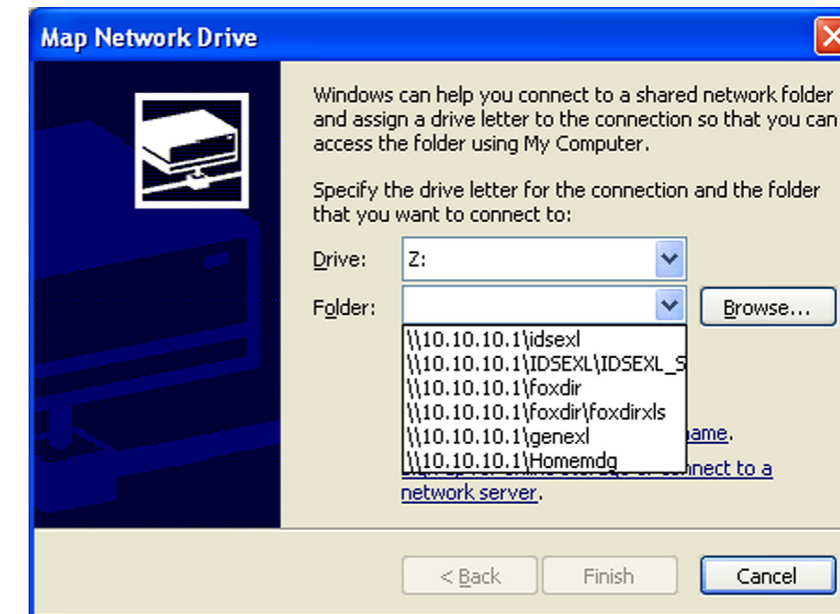 Map Network Drive
Windows can help you connect to a shared network folder
and assign a drive letter to the connection so that you can
access the folder using My Computer.
Specify the drive letter for the connection and the folder
that you want to connect to:
Drive: Z:
Folder: Browse...
\\10.10.10.1\idsexl
\\10.10.10.1\IDSEXL\IDSEXL_S
\\10.10.10.1\foxdir
\\10.10.10.1\foxdir\foxdirxls
\\10.10.10.1\genexl
\\10.10.10.1\Homemdg
ame.
nnect to a
network server.
< Back Finish Cancel